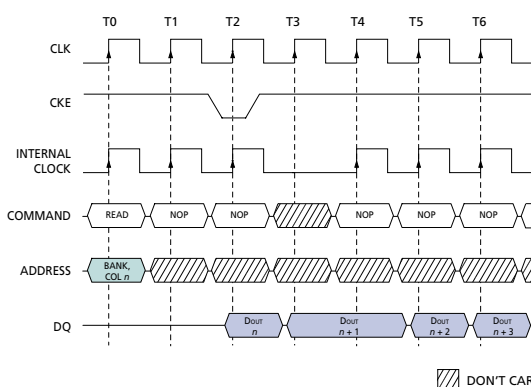 T0 T1 T2 T3 T4 T5 T6
CLK
CKE
INTERNAL
CLOCK
COMMAND READ NOP NOP NOP NOP NOP
ADDRESS BANK,
COL n
DQ DOUT
n DOUT
n + 1 DOUT
n + 2 DOUT
n + 3
DON'T CAR